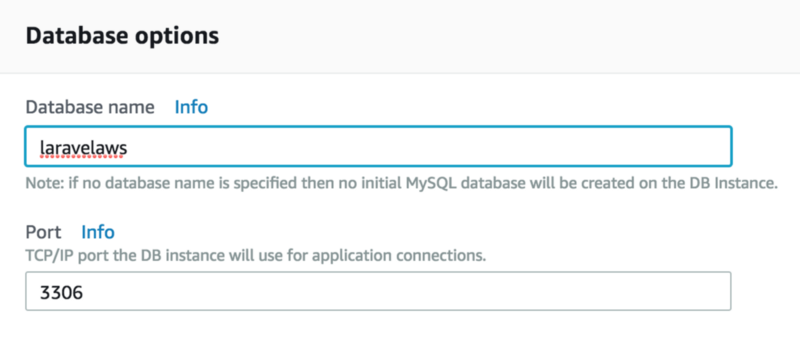 Database options
Database name Info
laravelaws
Note: if no database name is specified then no initial MySQL database will be created on the DB Instance.
Port Info
TCP/IP port the DB instance will use for application connections.
3306